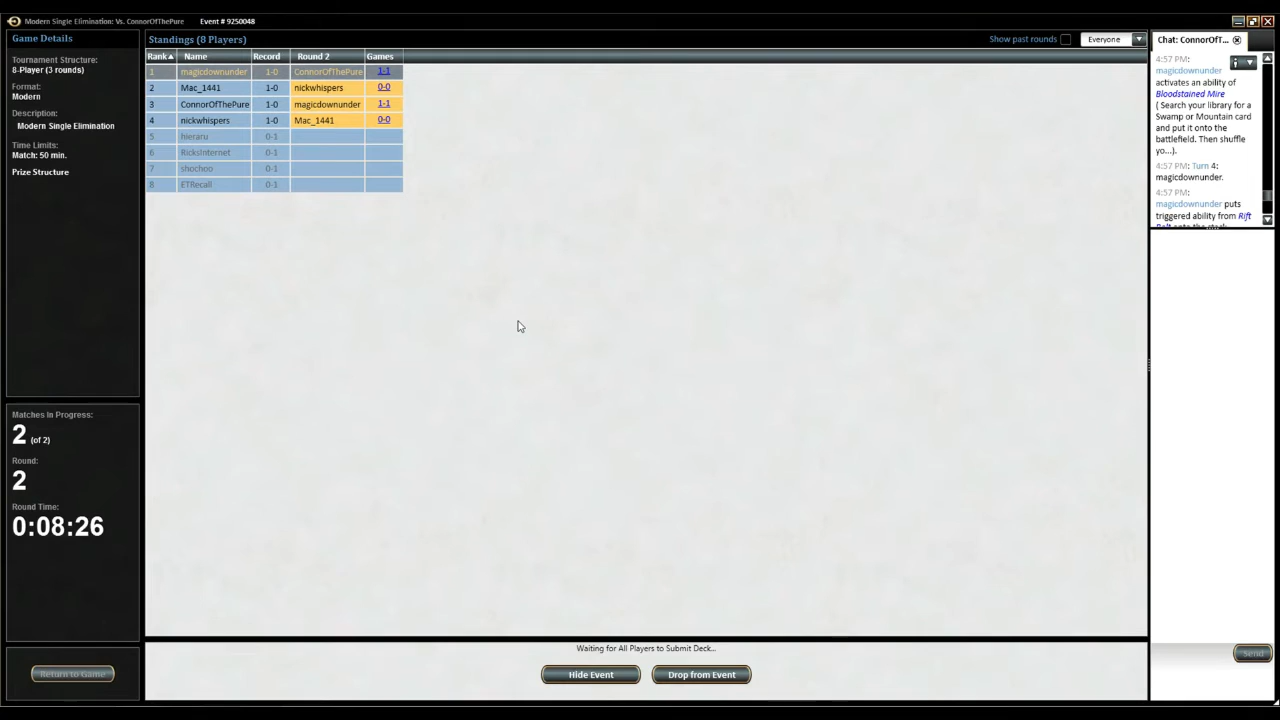 Modern Single Elimination: Vs. ConnorOfThePure Event # 9250048
Game Details
Tournament Structure:
8-Player (3 rounds)
Format:
Modern
Description:
Modern Single Elimination
Time Limits:
Match: 50 min.
Prize Structure
Matches In Progress:
2 (of 2)
Round:
2
Round Time:
0:08:26
Return to Game
Standings (8 Players) Show past rounds Everyone
Rank Name Record Round 2 Games
1 magicdownunder 1-0 ConnorOfThePure 1-1
2 Mac_1441 1-0 nickwhispers 0-0
3 ConnorOfThePure 1-0 magicdownunder 1-1
4 nickwhispers 1-0 Mac_1441 0-0
5 hieraru 0-1
6 RicksInternet 0-1
7 shochoo 0-1
8 ETRecall 0-1
Waiting for All Players to Submit Deck...
Hide Event Drop from Event
Chat: ConnorOfT...
4:57 PM:
magicdownunder
activates an ability of
Bloodstained Mire
( Search your library for a
Swamp or Mountain card
and put it onto the
battlefield. Then shuffle
yo...).
4:57 PM: Turn 4:
magicdownunder.
4:57 PM:
magicdownunder puts
triggered ability from Rift
Bolt onto the stack
Send